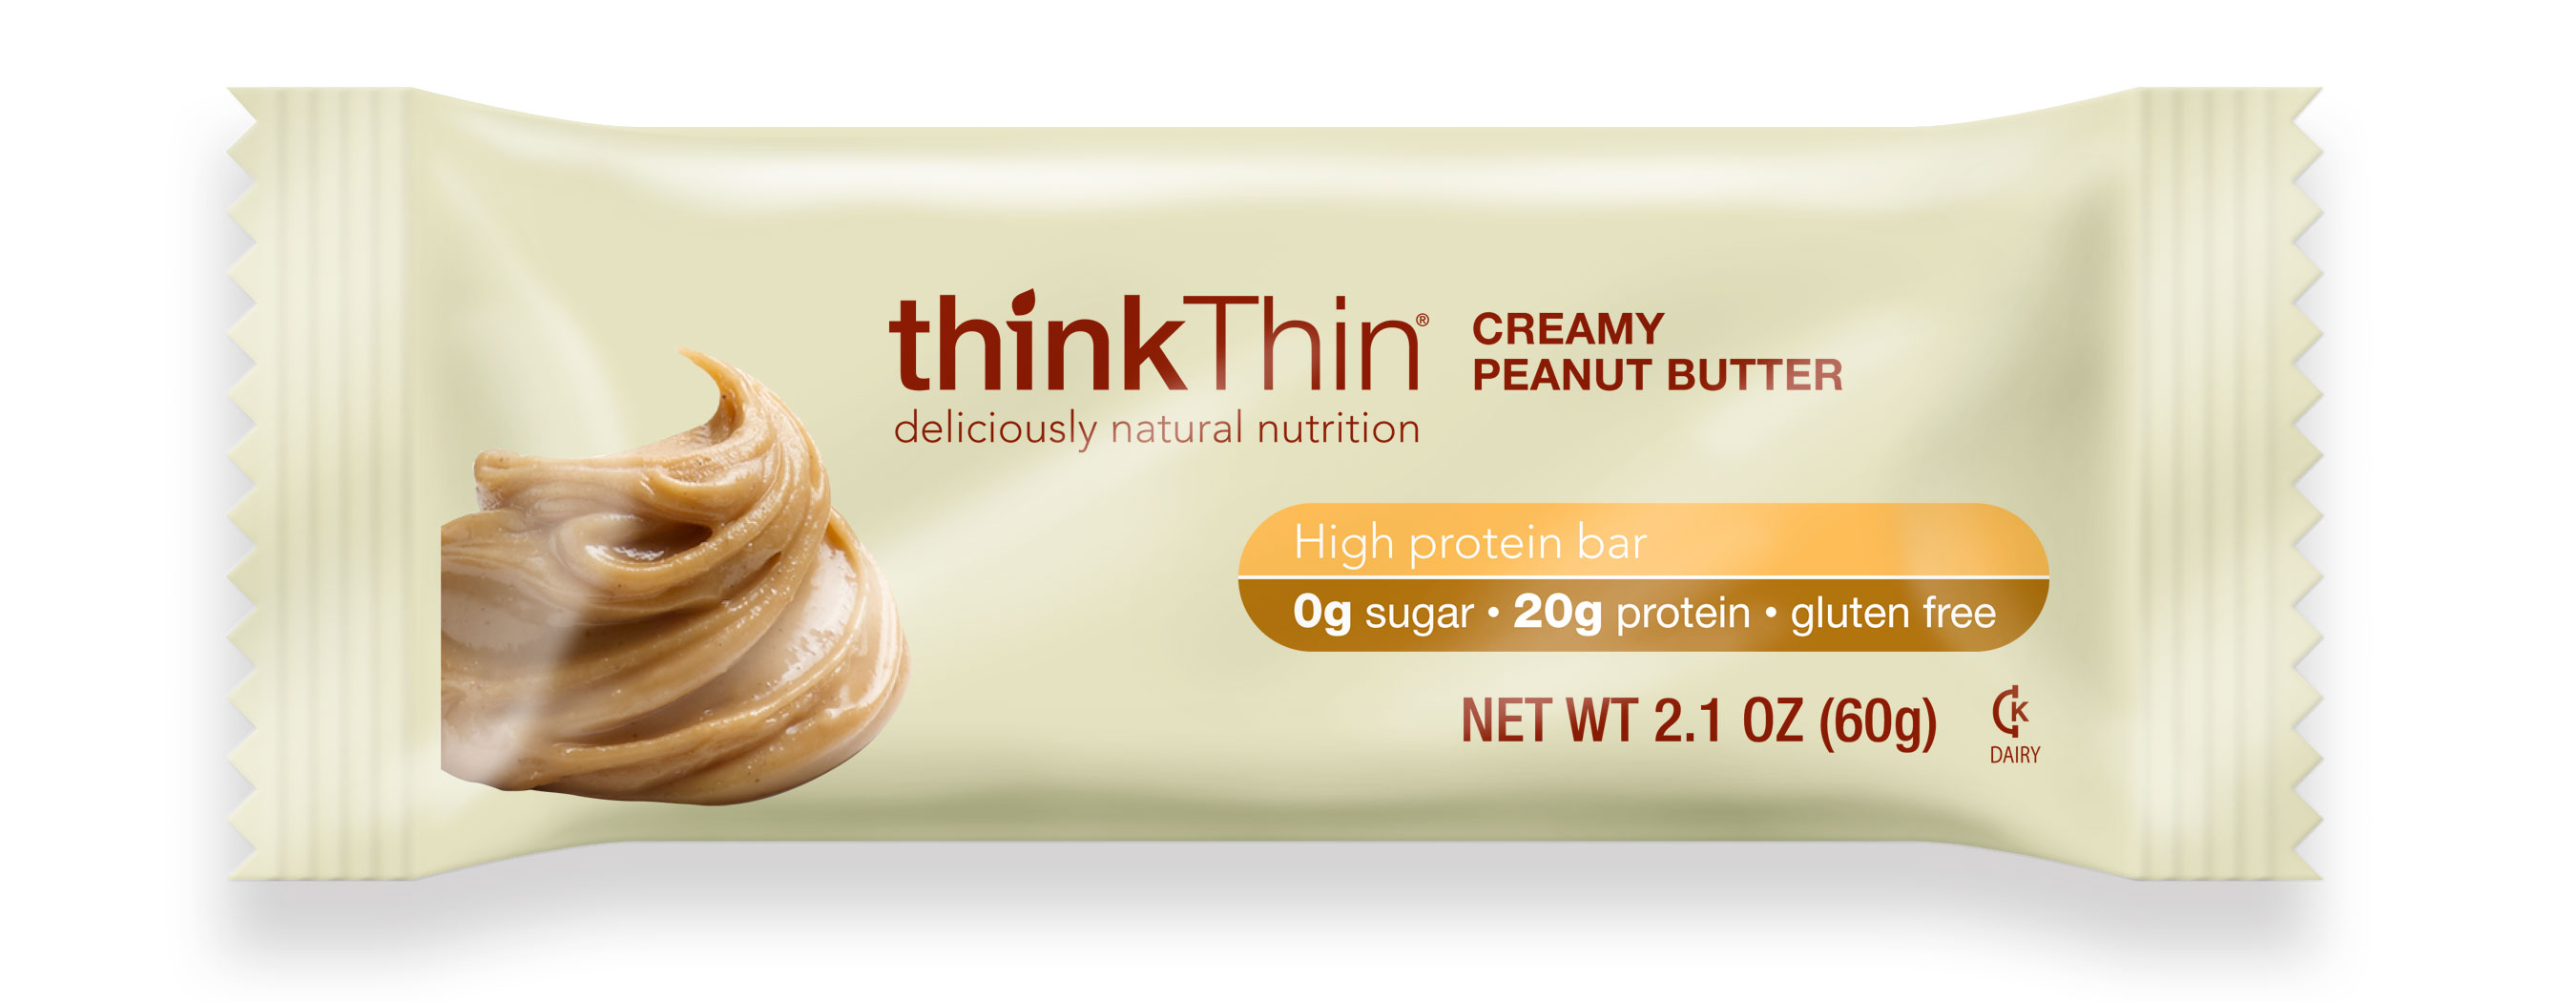 thinkThin®
deliciously natural nutrition
CREAMY
PEANUT BUTTER
High protein bar
0g sugar • 20g protein • gluten free
NET WT 2.1 OZ (60g)
K
DAIRY